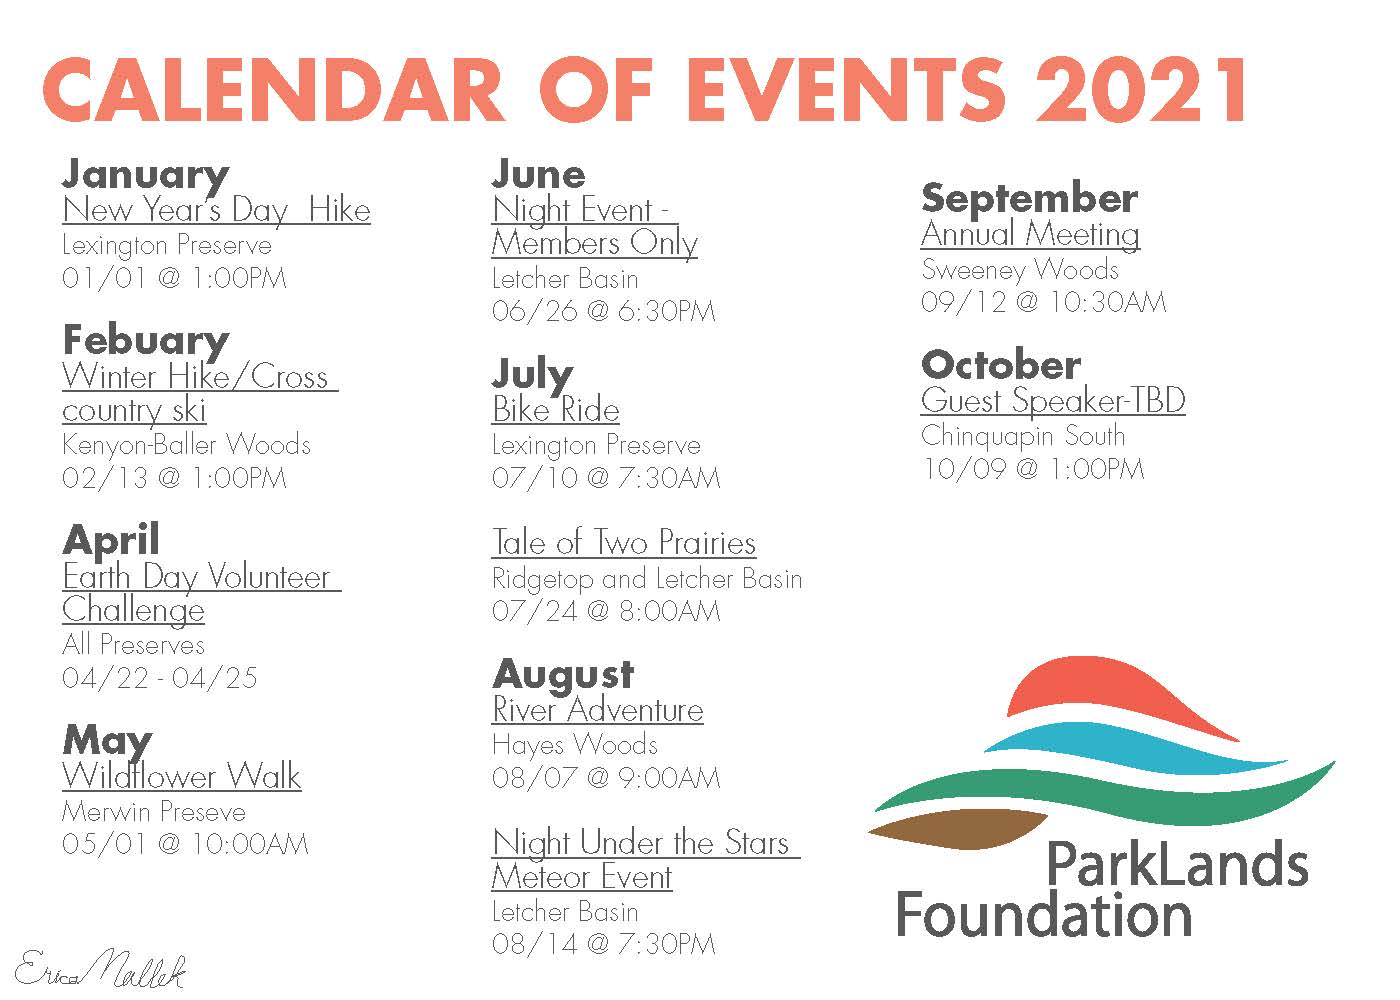 CALENDAR OF EVENTS 2021
January
New Year's Day Hike
Lexington Preserve
01/01 @ 1:00PM
Febuary
Winter Hike/Cross
country ski
Kenyon-Baller Woods
02/13 @ 1:00PM
April
Earth Day Volunteer
Challenge
All Preserves
04/22 - 04/25
May
Wildflower Walk
Merwin Preseve
05/01 @ 10:00AM
June
Night Event -
Members Only
Letcher Basin
06/26 @ 6:30PM
July
Bike Ride
Lexington Preserve
07/10 @ 7:30AM
Tale of Two Prairies
Ridgetop and Letcher Basin
07/24 @ 8:00AM
August
River Adventure
Hayes Woods
08/07 @ 9:00AM
Night Under the Stars
Meteor Event
Letcher Basin
08/14 @ 7:30PM
September
Annual Meeting
Sweeney Woods
09/12 @ 10:30AM
October
Guest Speaker-TBD
Chinquapin South
10/09 @ 1:00PM
ParkLands
Foundation
Erica Mallek